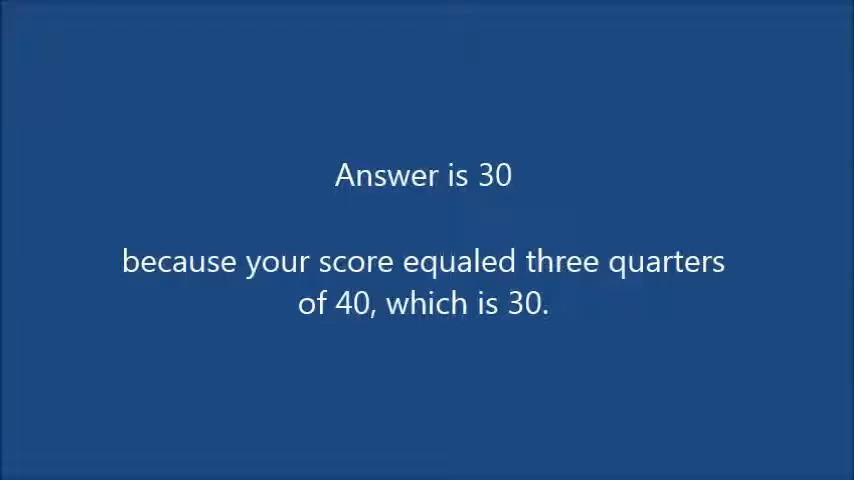 Answer is 30
because your score equaled three quarters
of 40, which is 30.